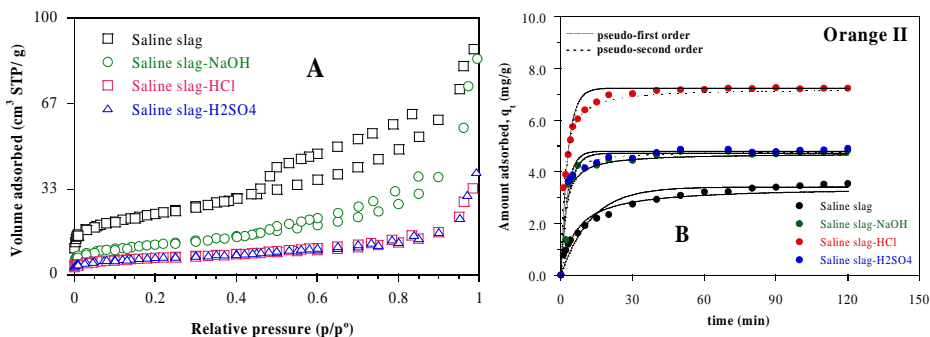 100
67
33
0
Volume adsorbed (cm³ STP/ g)
Saline slag
Saline slag-NaOH
Saline slag-HCl
Saline slag-H2SO4
A
0
0.2
0.4
0.6
0.8
1
Relative pressure (p/pº)
10.0
8.0
6.0
4.0
2.0
0.0
Amount adsorbed, qt (mg/g)
pseudo-first order
pseudo-second order
Orange II
B
Saline slag
Saline slag-NaOH
Saline slag-HCl
Saline slag-H2SO4
0
30
60
90
120
150
time (min)